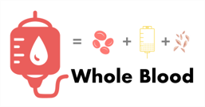 = + +
Whole Blood